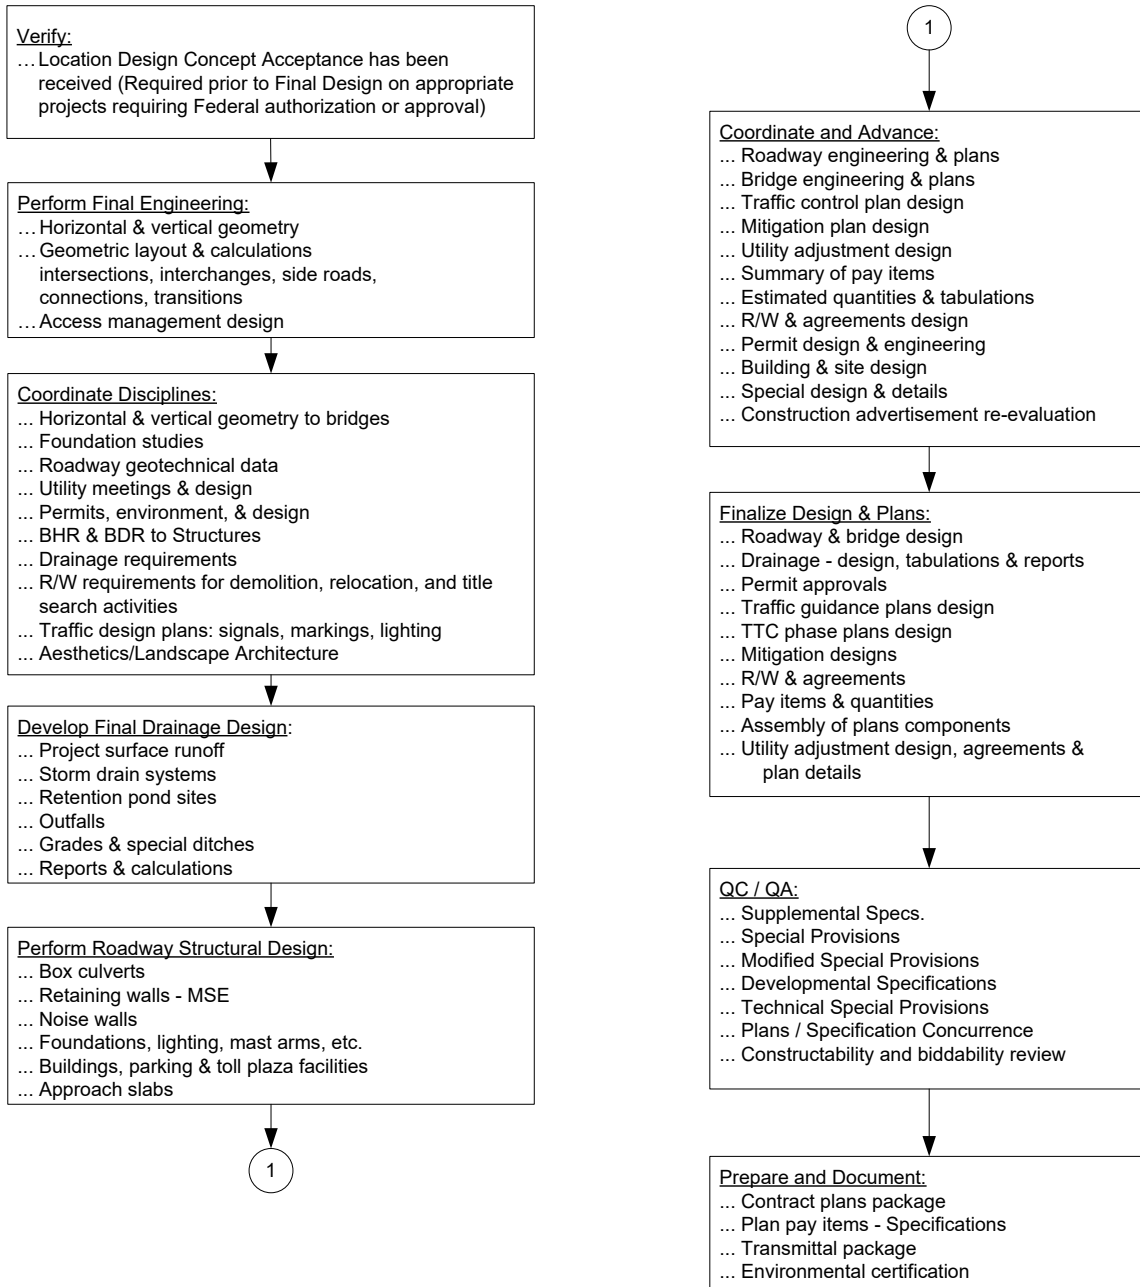 Verify:
…Location Design Concept Acceptance has been
received (Required prior to Final Design on appropriate
projects requiring Federal authorization or approval)
Perform Final Engineering:
…Horizontal & vertical geometry
…Geometric layout & calculations
intersections, interchanges, side roads,
connections, transitions
…Access management design
Coordinate Disciplines:
... Horizontal & vertical geometry to bridges
... Foundation studies
... Roadway geotechnical data
... Utility meetings & design
... Permits, environment, & design
... BHR & BDR to Structures
... Drainage requirements
... R/W requirements for demolition, relocation, and title
search activities
... Traffic design plans: signals, markings, lighting
... Aesthetics/Landscape Architecture
Develop Final Drainage Design:
... Project surface runoff
... Storm drain systems
... Retention pond sites
... Outfalls
... Grades & special ditches
... Reports & calculations
Perform Roadway Structural Design:
... Box culverts
... Retaining walls - MSE
... Noise walls
... Foundations, lighting, mast arms, etc.
... Buildings, parking & toll plaza facilities
... Approach slabs
1
1
Coordinate and Advance:
... Roadway engineering & plans
... Bridge engineering & plans
... Traffic control plan design
... Mitigation plan design
... Utility adjustment design
... Summary of pay items
... Estimated quantities & tabulations
... R/W & agreements design
... Permit design & engineering
... Building & site design
... Special design & details
... Construction advertisement re-evaluation
Finalize Design & Plans:
... Roadway & bridge design
... Drainage - design, tabulations & reports
... Permit approvals
... Traffic guidance plans design
... TTC phase plans design
... Mitigation designs
... R/W & agreements
... Pay items & quantities
... Assembly of plans components
... Utility adjustment design, agreements &
plan details
QC / QA:
... Supplemental Specs.
... Special Provisions
... Modified Special Provisions
... Developmental Specifications
... Technical Special Provisions
... Plans / Specification Concurrence
... Constructability and biddability review
Prepare and Document:
... Contract plans package
... Plan pay items - Specifications
... Transmittal package
... Environmental certification